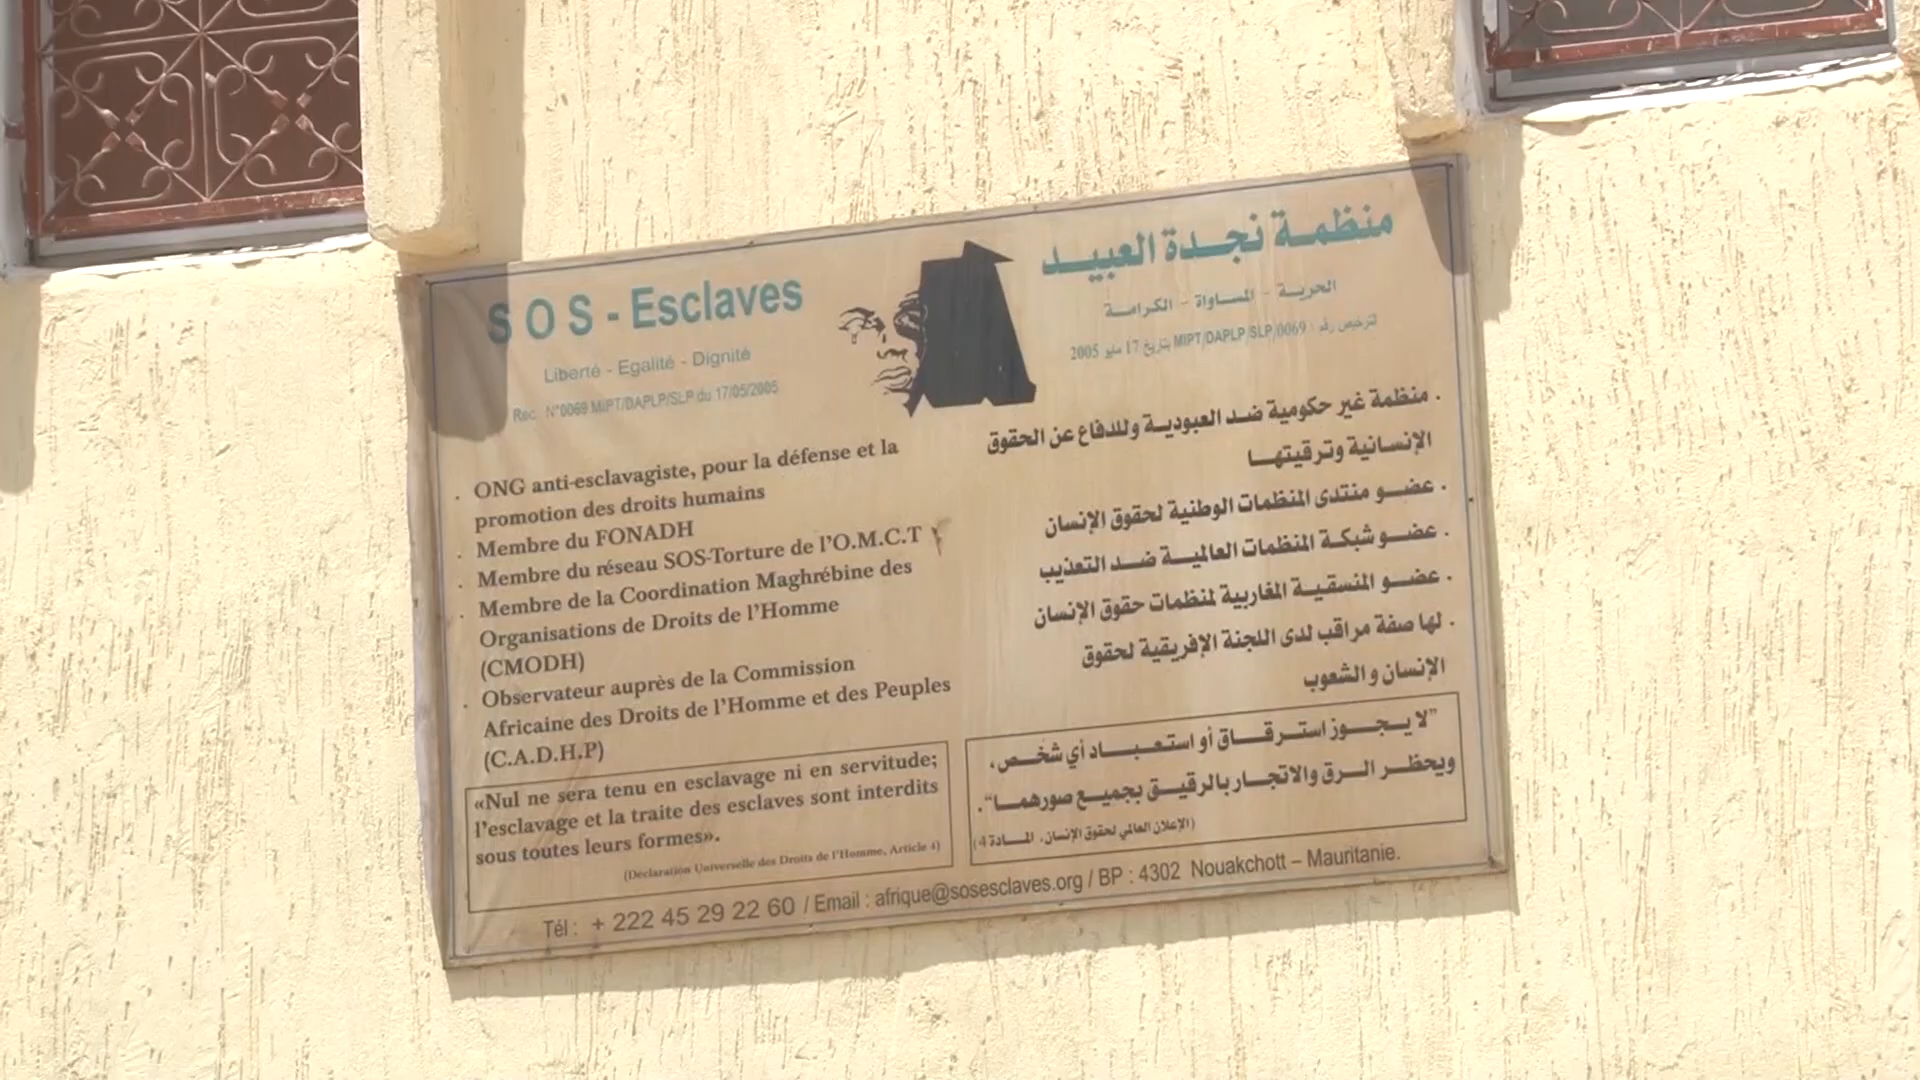 S O S - Esclaves
Liberté - Egalité - Dignité
Rec. N°0069 MIPT/DAPLP/SLP du 17/05/2005
. ONG anti-esclavagiste, pour la défense et la
promotion des droits humains
. Membre du FONADH
. Membre du réseau SOS-Torture de l'O.M.C.T
. Membre de la Coordination Maghrébine des
Organisations de Droits de l'Homme
(CMODH)
. Observateur auprès de la Commission
Africaine des Droits de l'Homme et des Peuples
(C.A.D.H.P)
«Nul ne sera tenu en esclavage ni en servitude;
l'esclavage et la traite des esclaves sont interdits
sous toutes leurs formes».
(Déclaration Universelle des Droits de l'Homme, Article 4)
منظمة نجدة العبيد
الحرية - المساواة - الكرامة
لترخيص رقم : 0069/MIPT/DAPLP/SLP بتاريخ 17 مايو 2005
. منظمة غير حكومية ضد العبودية وللدفاع عن الحقوق
الإنسانية وترقيتها
. عضو منتدى المنظمات الوطنية لحقوق الإنسان
. عضو شبكة المنظمات العالمية ضد التعذيب
. عضو المنسقية المغاربية لمنظمات حقوق الإنسان
. لها صفة مراقب لدى اللجنة الإفريقية لحقوق
الإنسان و الشعوب
"لا يجوز استرقاق أو استعباد أي شخص،
ويحظر الرق والاتجار بالرقيق بجميع صورهما".
(الإعلان العالمي لحقوق الإنسان، المادة 4)
Tél : + 222 45 29 22 60 / Email : afrique@sosesclaves.org / BP : 4302 Nouakchott – Mauritanie.